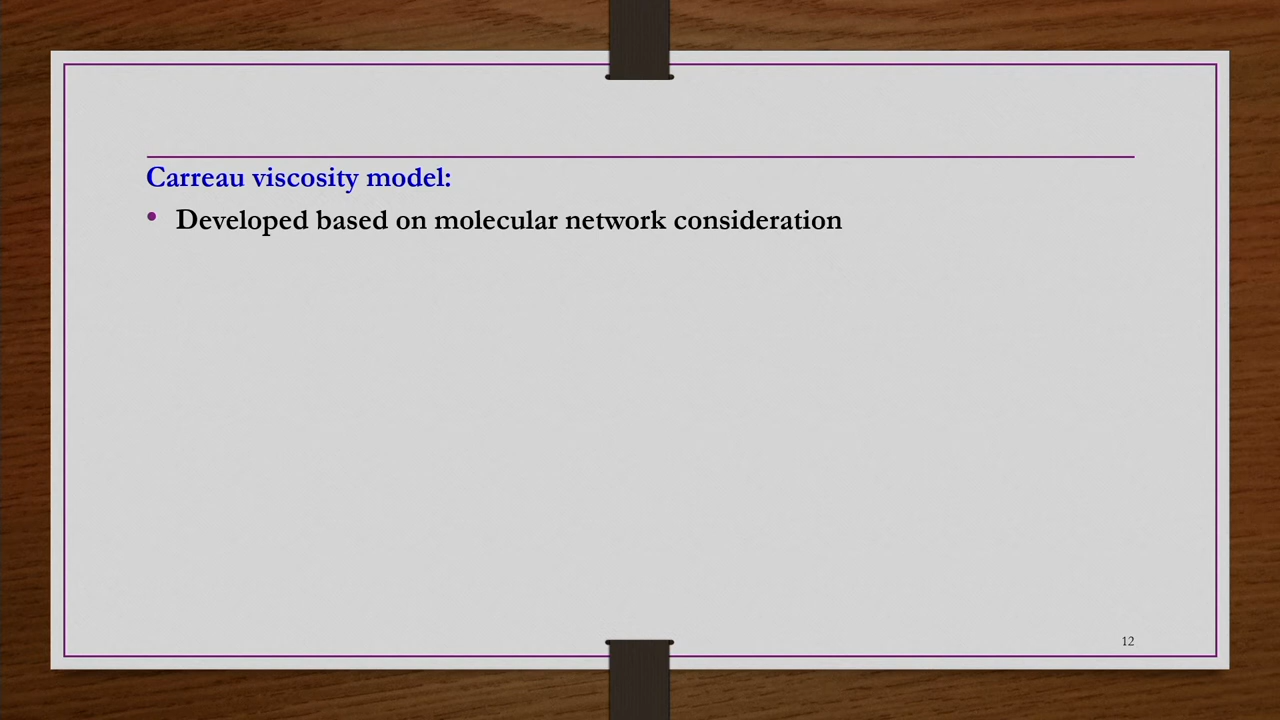 Carreau viscosity model:
• Developed based on molecular network consideration
12